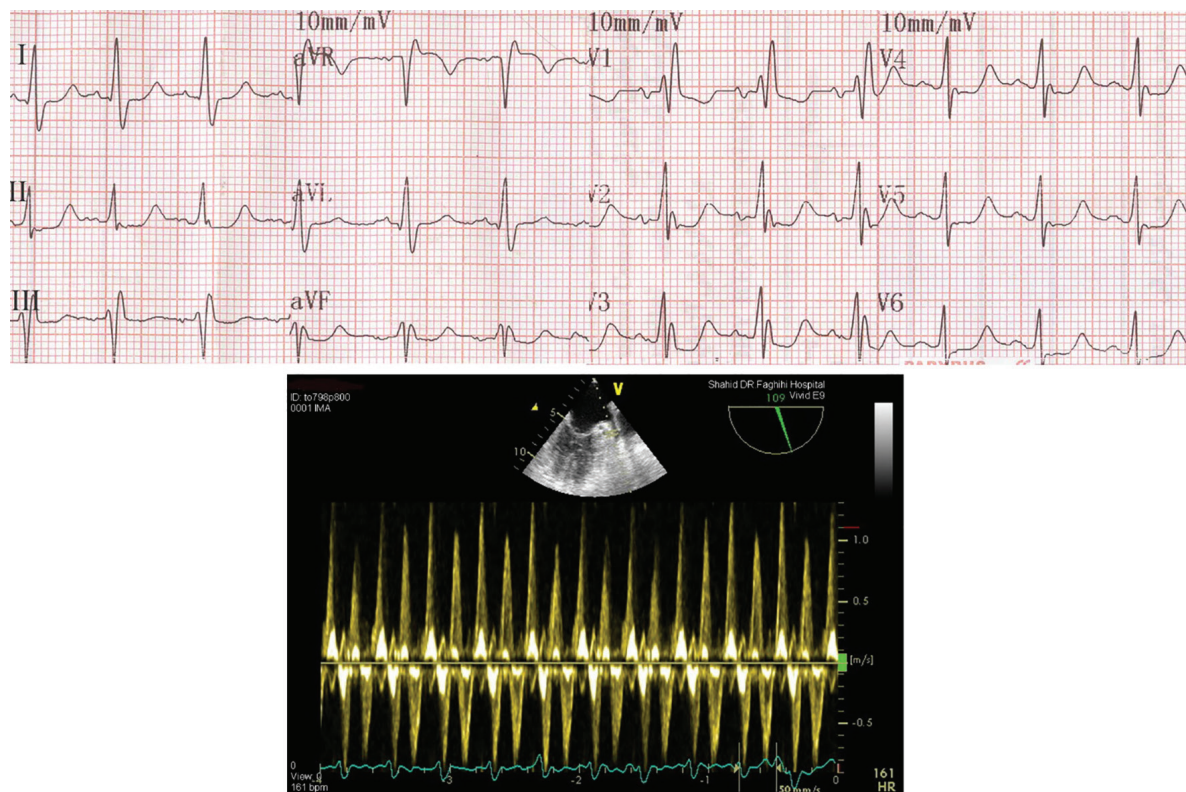 10mm/mV
10mm/mV
10mm/mV
I
aVR
V1
V4
II
aVL
V2
V5
III
aVF
V3
V6
ID: to798p800
0001 IMA
V
5
10
Shahid DR Faghihi Hospital
Vivid E9
109
1.0
0.5
[m/s]
-0.5
0
View_0
161 bpm
-3
-2
-1
0
50 mm/s
161
HR